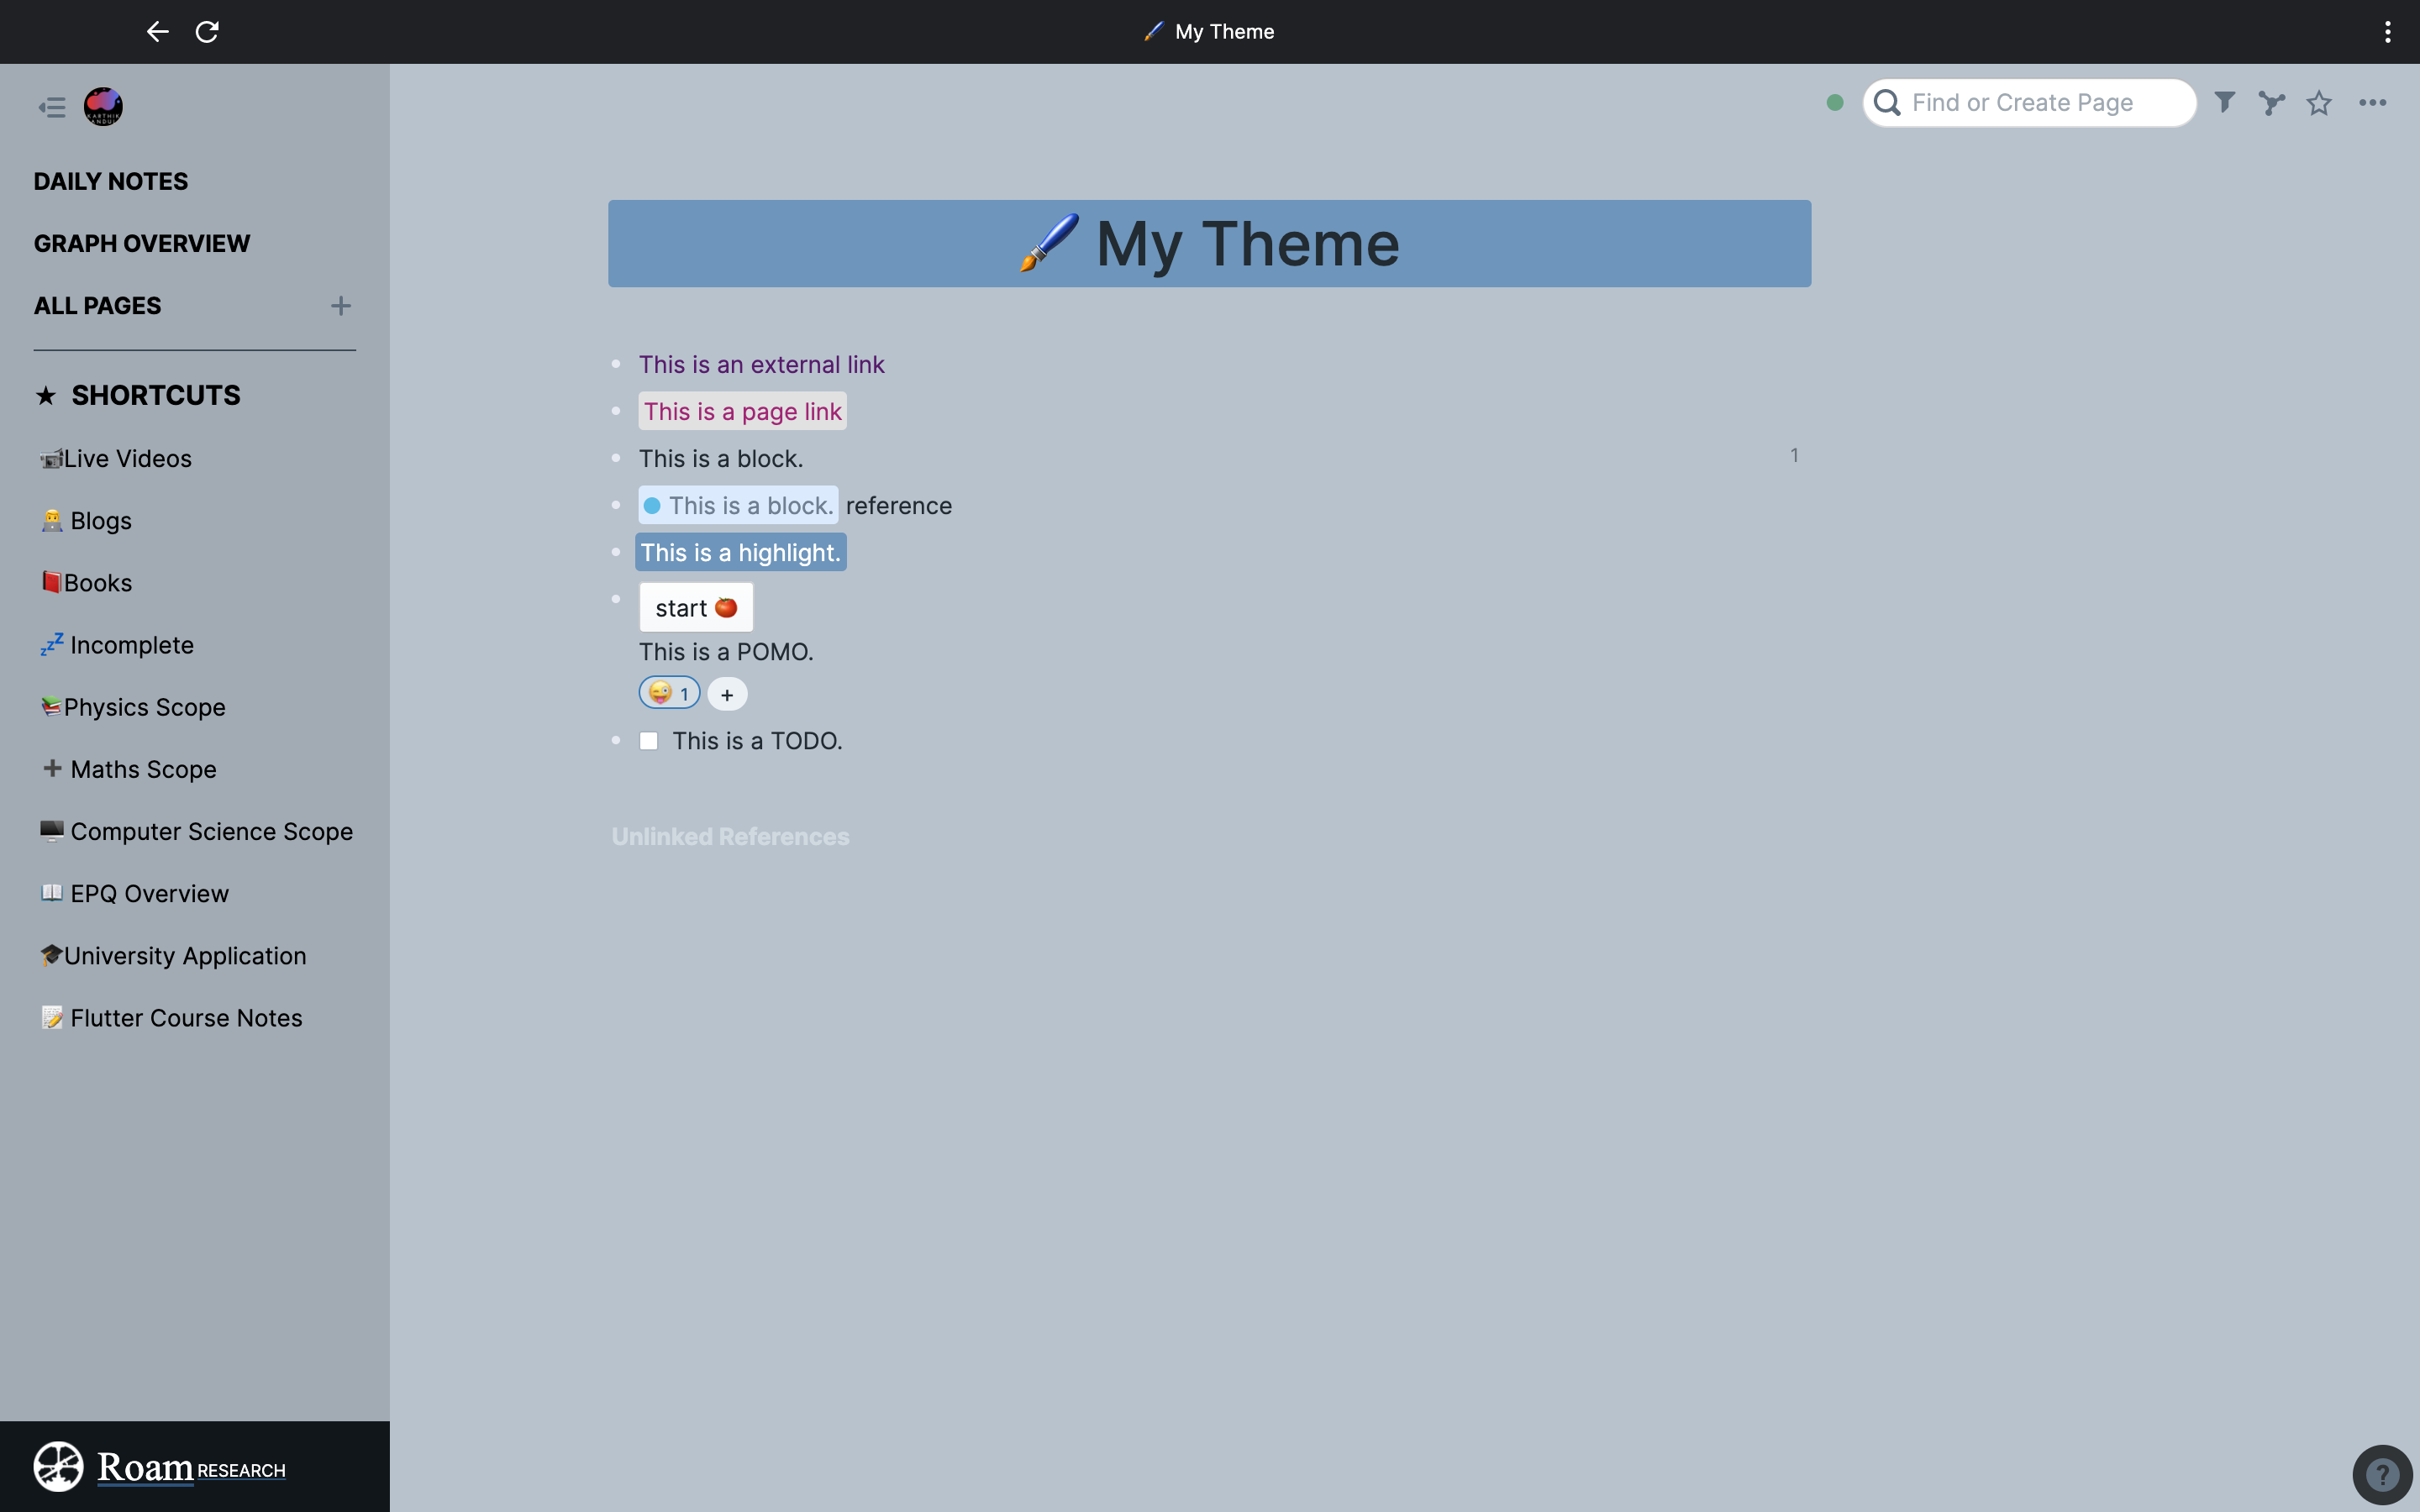 🖌️ My Theme
Find or Create Page
DAILY NOTES
GRAPH OVERVIEW
ALL PAGES
★ SHORTCUTS
📹Live Videos
👨‍💻 Blogs
📕Books
💤 Incomplete
📚Physics Scope
➕ Maths Scope
🖥️ Computer Science Scope
📖 EPQ Overview
🎓University Application
📝 Flutter Course Notes
Roam RESEARCH
🖌️ My Theme
This is an external link
This is a page link
This is a block. 1
This is a block. reference
This is a highlight.
start 🍅
This is a POMO.
😜 1 +
This is a TODO.
Unlinked References
?